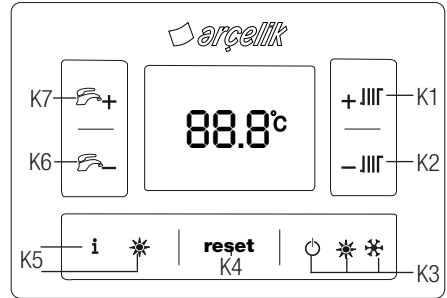 arçelik
K7 + + K1
88.8°c
K6 - - K2
K5 i reset K3
K4